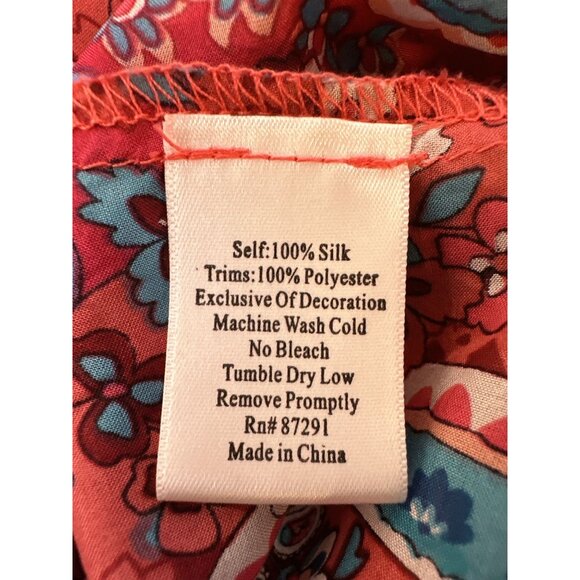 Self:100% Silk
Trims:100% Polyester
Exclusive Of Decoration
Machine Wash Cold
No Bleach
Tumble Dry Low
Remove Promptly
Rn# 87291
Made in China